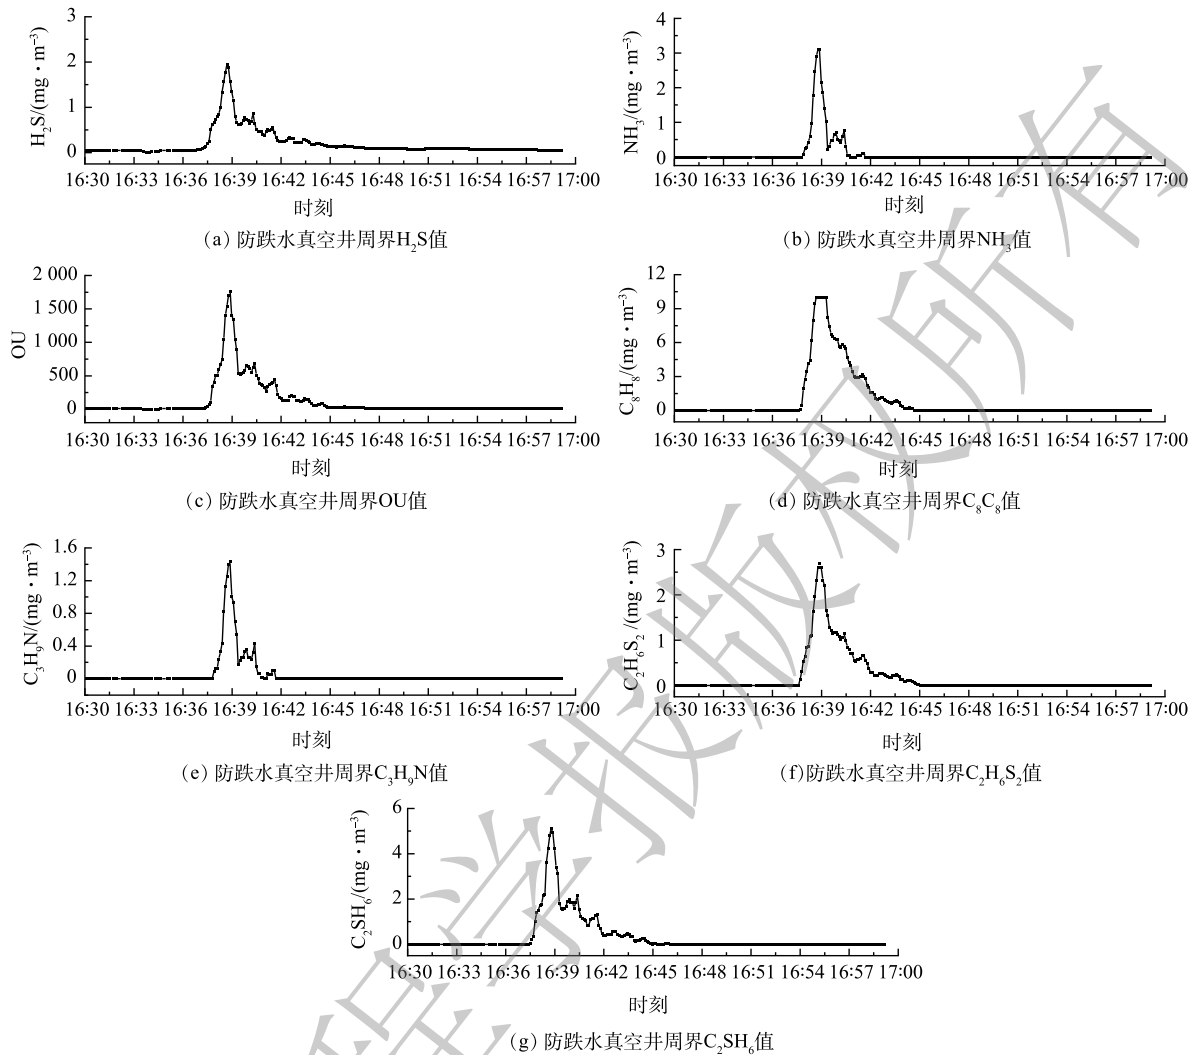 3
2
1
0
H₂S/(mg·m⁻³)
16:30 16:33 16:36 16:39 16:42 16:45 16:48 16:51 16:54 16:57 17:00
时刻
（a）防跌水真空井周界H₂S值
4
3
2
1
0
NH₃/(mg·m⁻³)
16:30 16:33 16:36 16:39 16:42 16:45 16:48 16:51 16:54 16:57 17:00
时刻
（b）防跌水真空井周界NH₃值
2 000
1 500
1 000
500
0
OU
16:30 16:33 16:36 16:39 16:42 16:45 16:48 16:51 16:54 16:57 17:00
时刻
（c）防跌水真空井周界OU值
12
9
6
3
0
C₈H₈/(mg·m⁻³)
16:30 16:33 16:36 16:39 16:42 16:45 16:48 16:51 16:54 16:57 17:00
时刻
（d）防跌水真空井周界C₈C₈值
1.6
1.2
0.8
0.4
0
C₃H₉N/(mg·m⁻³)
16:30 16:33 16:36 16:39 16:42 16:45 16:48 16:51 16:54 16:57 17:00
时刻
（e）防跌水真空井周界C₃H₉N值
3
2
1
0
C₂H₆S₂/(mg·m⁻³)
16:30 16:33 16:36 16:39 16:42 16:45 16:48 16:51 16:54 16:57 17:00
时刻
（f)防跌水真空井周界C₂H₆S₂值
6
4
2
0
C₂SH₆/(mg·m⁻³)
16:30 16:33 16:36 16:39 16:42 16:45 16:48 16:51 16:54 16:57 17:00
时刻
（g）防跌水真空井周界C₂SH₆值
程学报版权所有